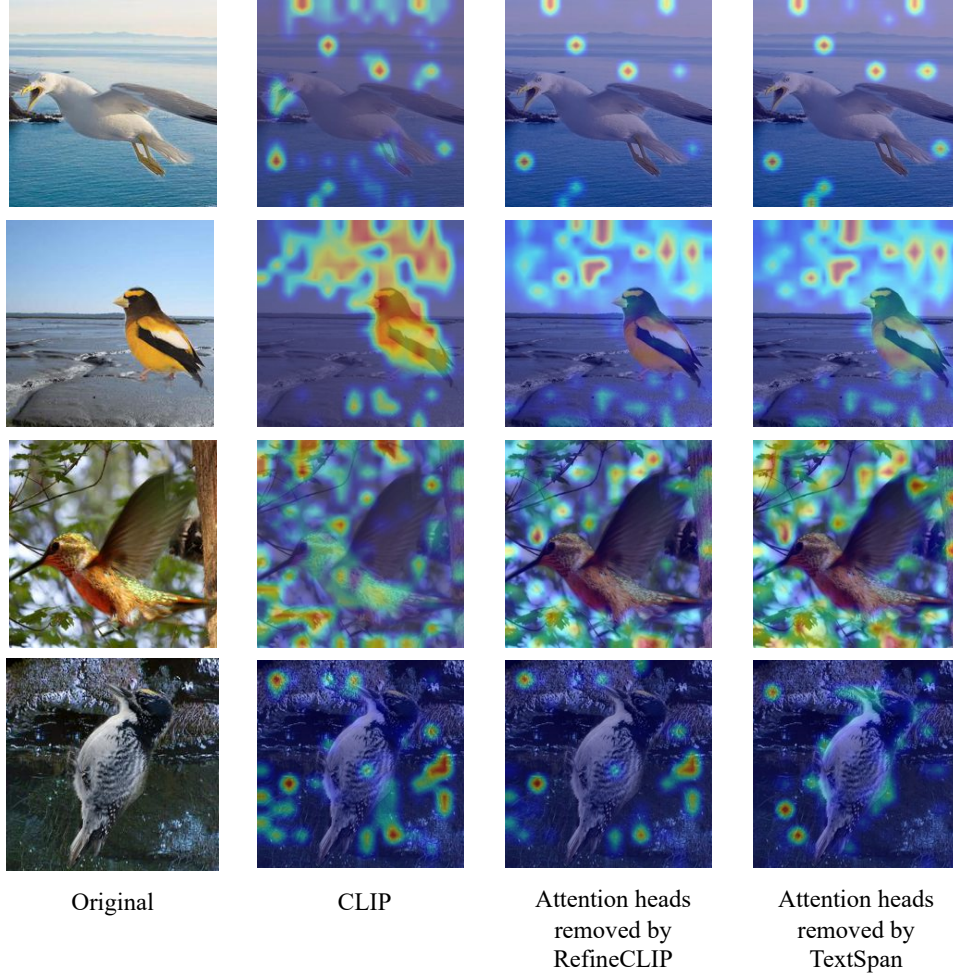 Original
CLIP
Attention heads
removed by
RefineCLIP
Attention heads
removed by
TextSpan